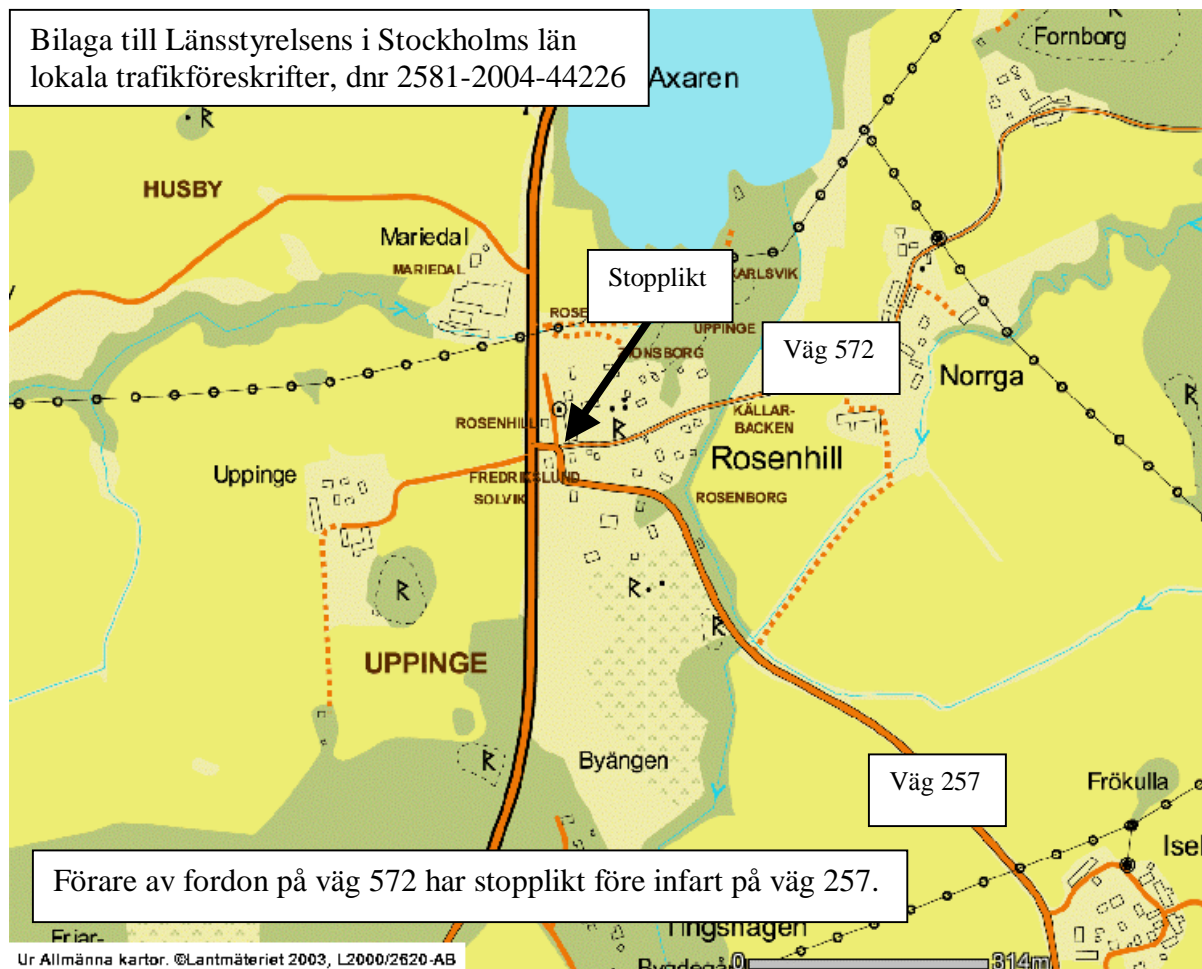 Bilaga till Länsstyrelsens i Stockholms län
lokala trafikföreskrifter, dnr 2581-2004-44226
Axaren
Fornborg
HUSBY
Mariedal
MARIEDAL
Stopplikt
KARLSVIK
UPPINGE
Väg 572
Norrga
ROSENHILL
KÄLLAR-
BACKEN
Rosenhill
Uppinge
FREDRIKSLUND
SOLVIK
ROSENBORG
UPPINGE
Byängen
Väg 257
Frökulla
Förare av fordon på väg 572 har stopplikt före infart på väg 257.
0 814m
Ur Allmänna kartor. ©Lantmäteriet 2003, L2000/2620-AB